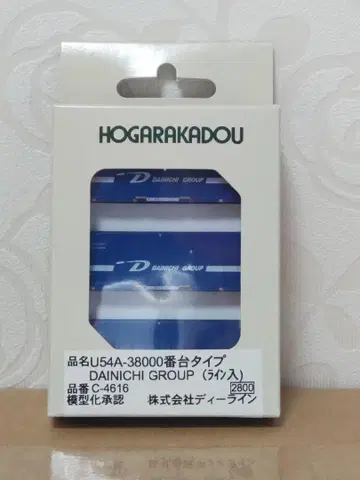 HOGARAKADOU
D DAINICHI GROUP
D DAINICHI GROUP
品名U54A-38000番台タイプ
DAINICHI GROUP (ﾗｲﾝ入)
品番 C-4616 2800
模型化承認 株式会社ディーライン